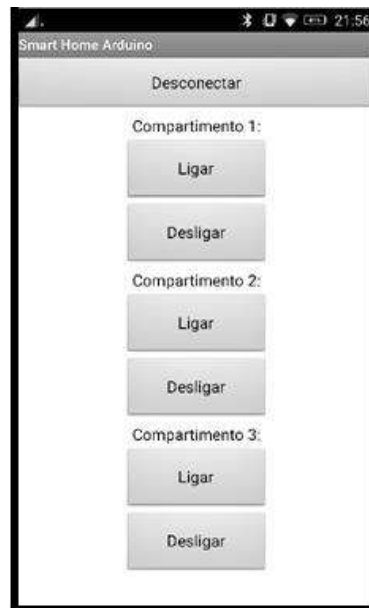 21:56
Smart Home Arduino
Desconectar
Compartimento 1:
Ligar
Desligar
Compartimento 2:
Ligar
Desligar
Compartimento 3:
Ligar
Desligar